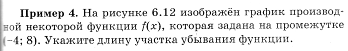 Пример 4. На рисунке 6.12 изображён график производ-
ной некоторой функции f(x), которая задана на промежутке
(–4; 8). Укажите длину участка убывания функции.